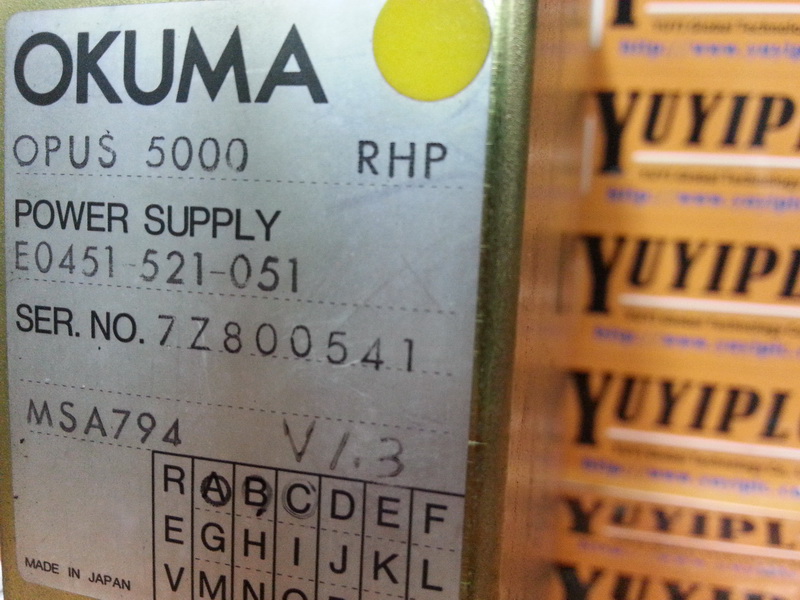 OKUMA
OPUS 5000 RHP
POWER SUPPLY
E0451-521-051
SER. NO. 7Z800541
MSA794 V1.3
R A B C D E F
E G H I J K L
V M N
MADE IN JAPAN
YUYIPL
YUYIPL
YUYIPL
YUYIPL